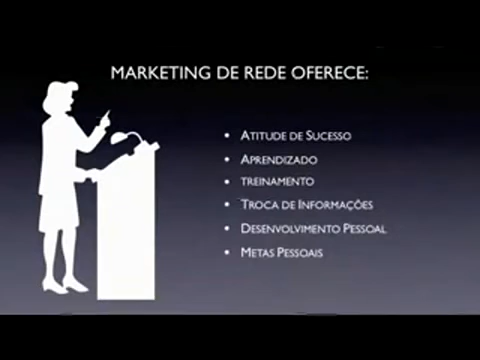 MARKETING DE REDE OFERECE:
• ATITUDE DE SUCESSO
• APRENDIZADO
• TREINAMENTO
• TROCA DE INFORMAÇÕES
• DESENVOLVIMENTO PESSOAL
• METAS PESSOAIS